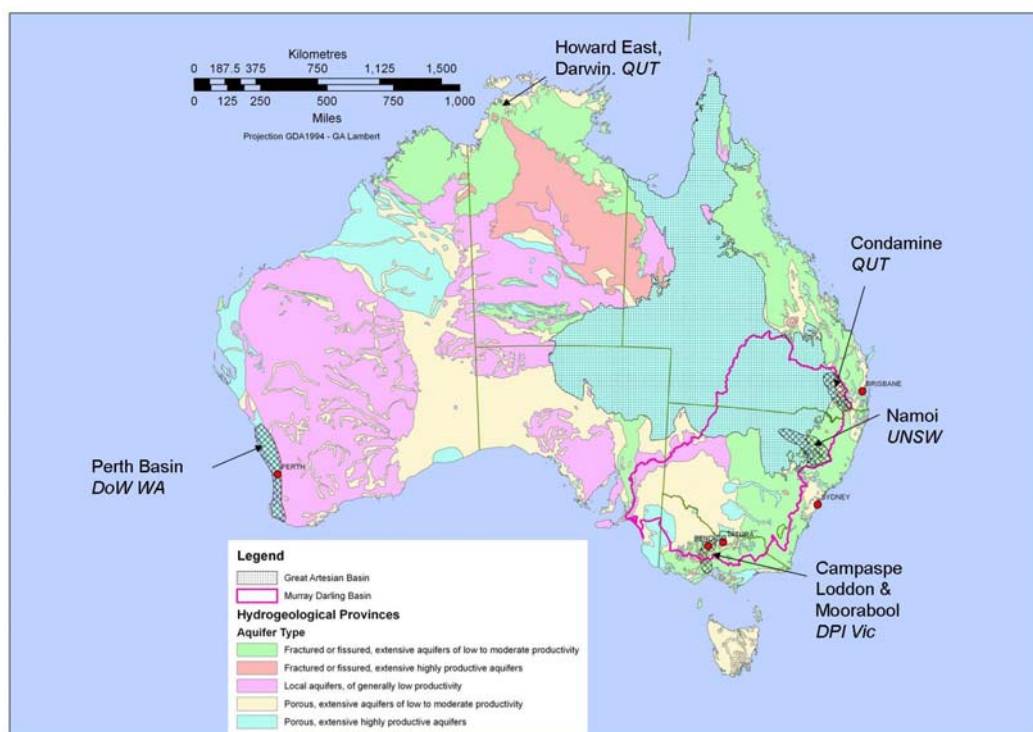 Kilometres
0 187.5 375 750 1,125 1,500
0 125 250 500 750 1,000
Miles
Projection GDA1994 - GA Lambert
Howard East,
Darwin. QUT
Condamine
QUT
BRISBANE
Namoi
UNSW
Perth Basin
DoW WA
PERTH
SYDNEY
TATURA
Campaspe
Loddon &
Moorabool
DPI Vic
Legend
Great Artesian Basin
Murray Darling Basin
Hydrogeological Provinces
Aquifer Type
Fractured or fissured, extensive aquifers of low to moderate productivity
Fractured or fissured, extensive highly productive aquifers
Local aquifers, of generally low productivity
Porous, extensive aquifers of low to moderate productivity
Porous, extensive highly productive aquifers